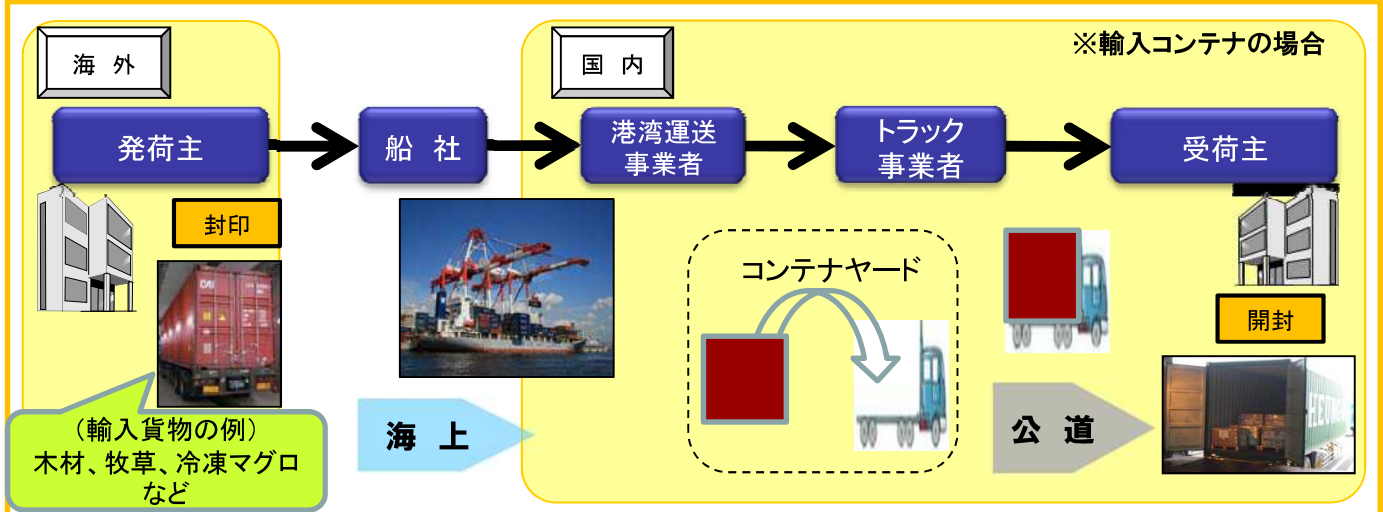 海 外
国 内
※輸入コンテナの場合
発荷主
船 社
港湾運送
事業者
トラック
事業者
受荷主
封印
コンテナヤード
開封
海 上
公 道
（輸入貨物の例）
木材、牧草、冷凍マグロ
など